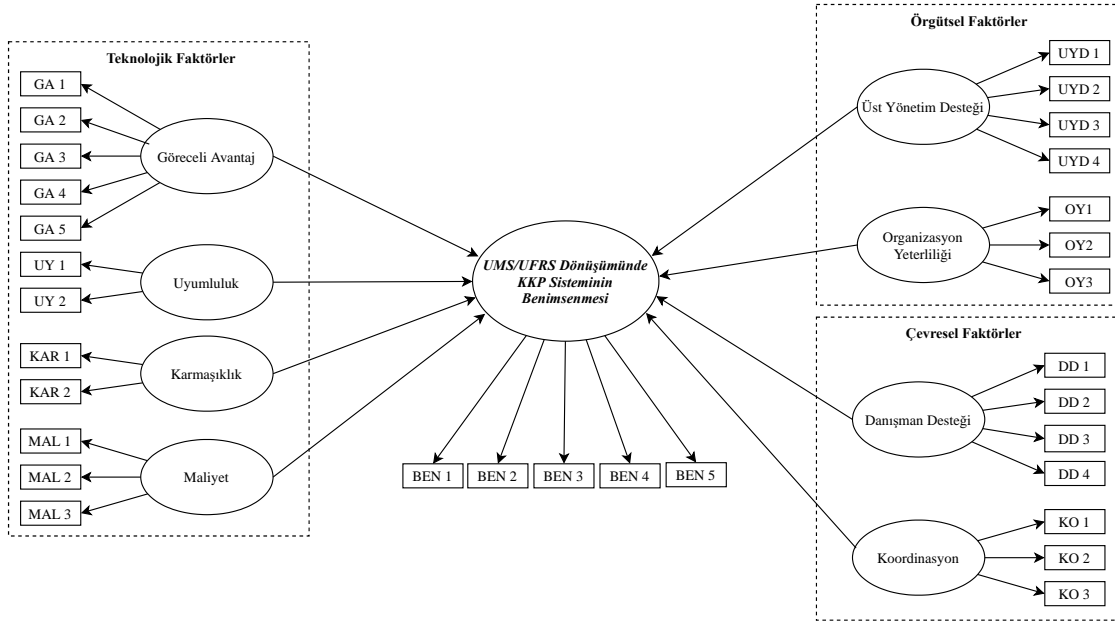 Teknolojik Faktörler
GA 1
GA 2
GA 3
GA 4
GA 5
Göreceli Avantaj
UY 1
UY 2
Uyumluluk
KAR 1
KAR 2
Karmaşıklık
MAL 1
MAL 2
MAL 3
Maliyet
UMS/UFRS Dönüşümünde
KKP Sisteminin
Benimsenmesi
BEN 1
BEN 2
BEN 3
BEN 4
BEN 5
Örgütsel Faktörler
Üst Yönetim Desteği
UYD 1
UYD 2
UYD 3
UYD 4
Organizasyon
Yeterliliği
OY1
OY2
OY3
Çevresel Faktörler
Danışman Desteği
DD 1
DD 2
DD 3
DD 4
Koordinasyon
KO 1
KO 2
KO 3